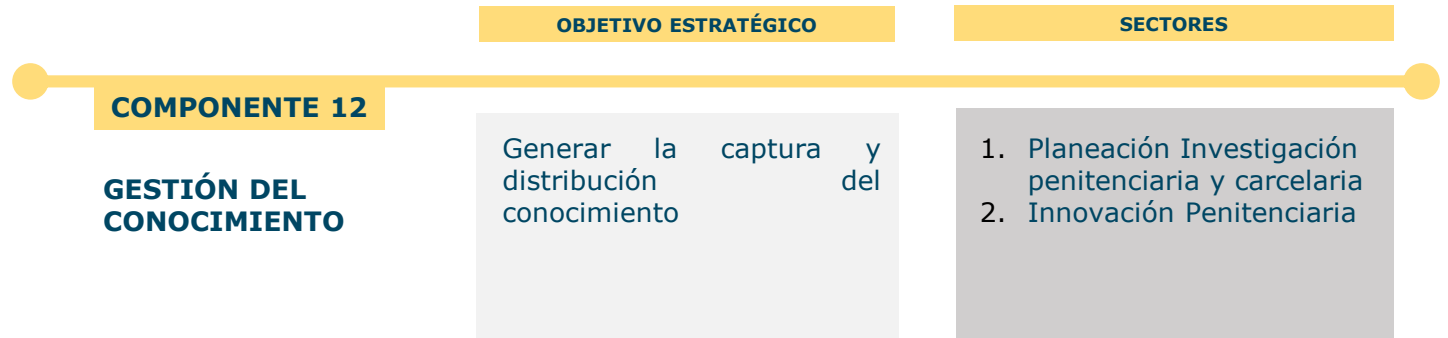 OBJETIVO ESTRATÉGICO
SECTORES
COMPONENTE 12
GESTIÓN DEL
CONOCIMIENTO
Generar la captura y
distribución del
conocimiento
1. Planeación Investigación
penitenciaria y carcelaria
2. Innovación Penitenciaria